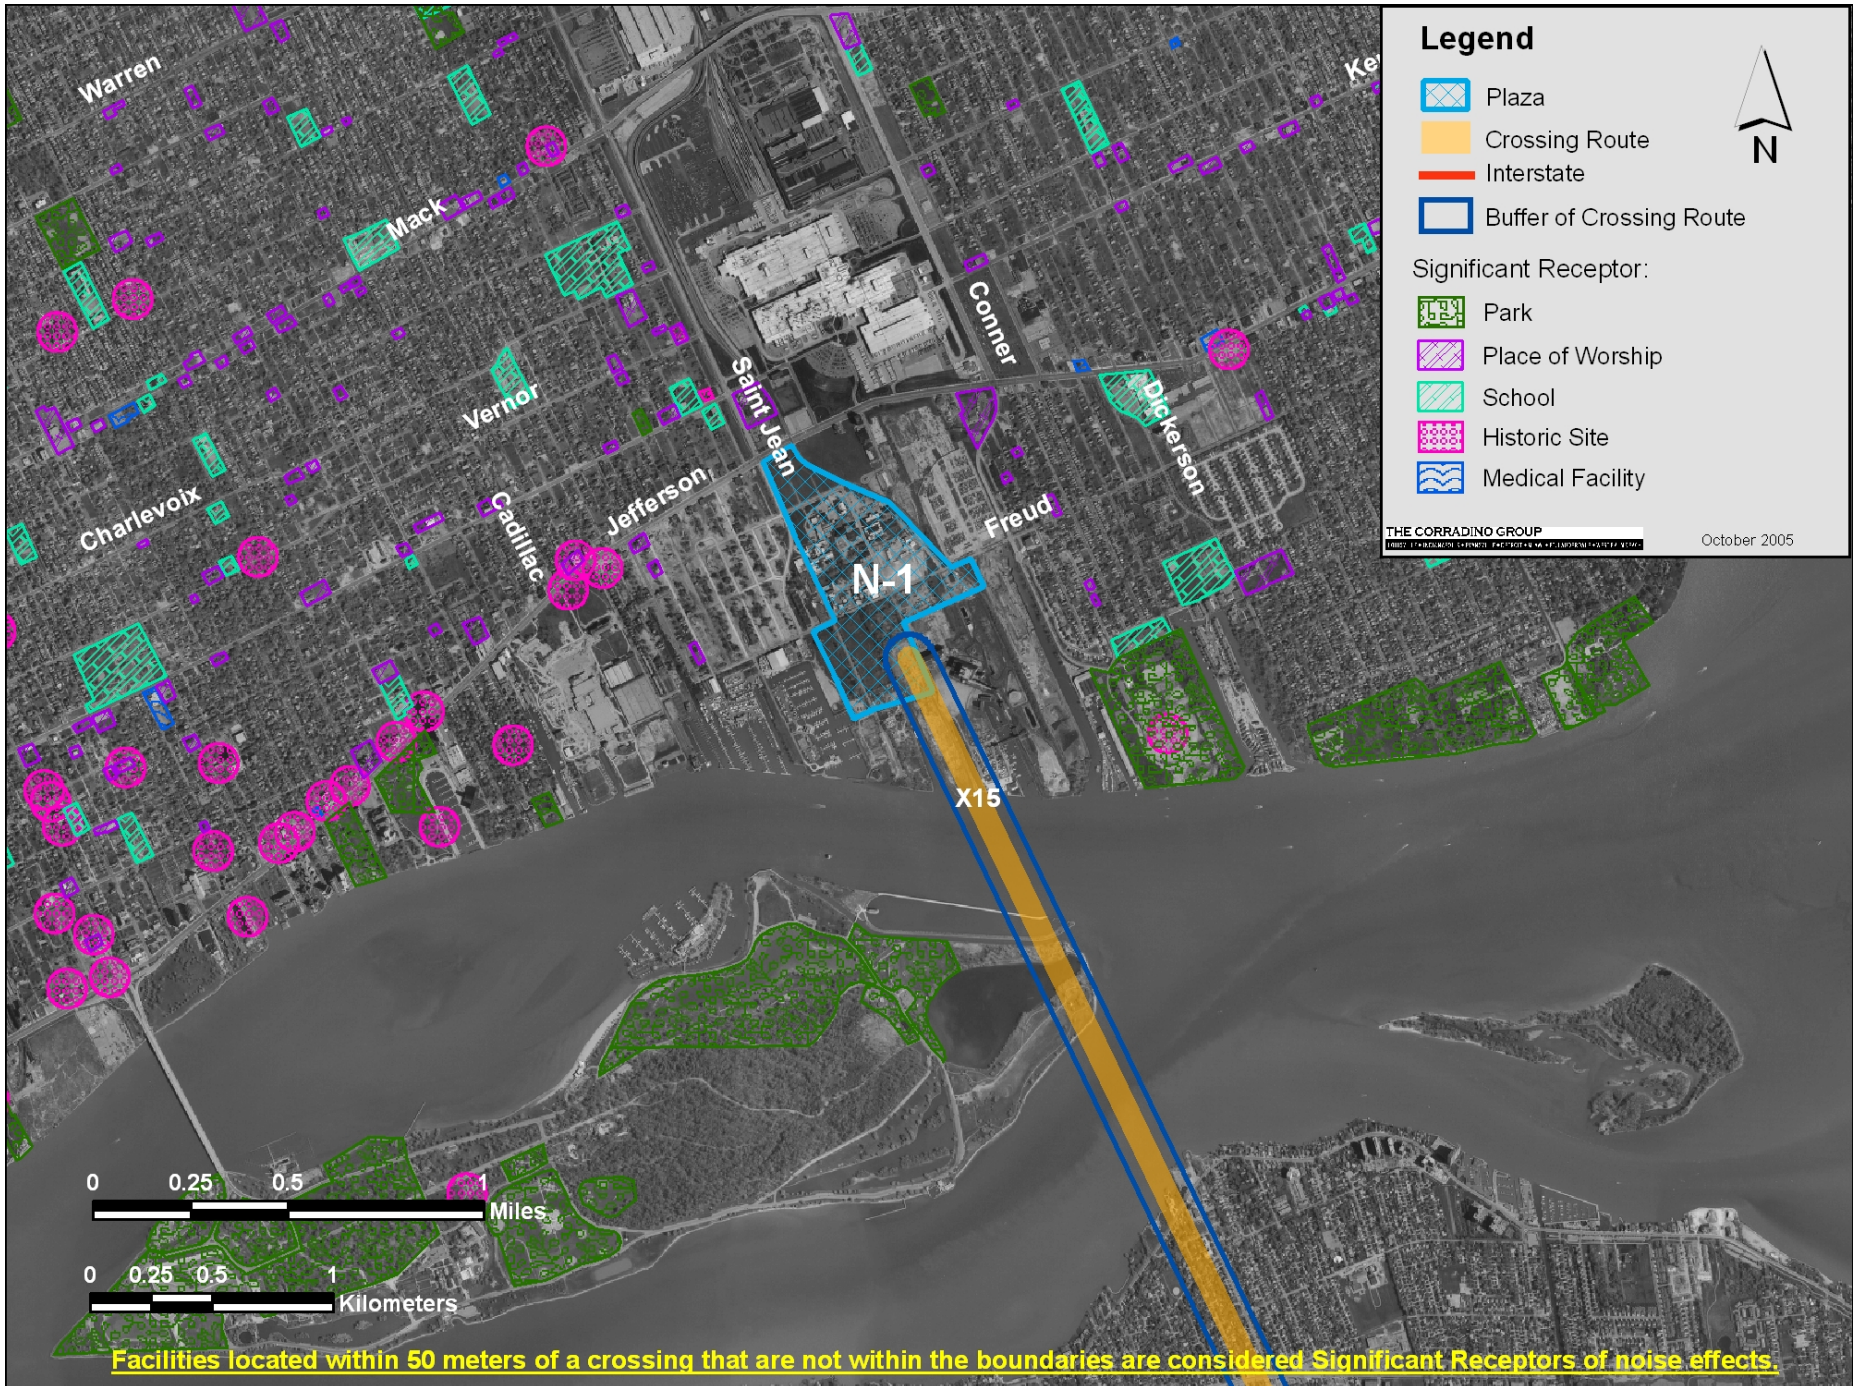 Legend
Plaza
Crossing Route
Interstate
Buffer of Crossing Route
Significant Receptor:
Park
Place of Worship
School
Historic Site
Medical Facility
N
THE CORRADINO GROUP
October 2005
Warren
Mack
Conner
Saint Jean
Vernor
Dickerson
Charlevoix
Cadillac
Jefferson
Freud
N-1
X15
0 0.25 0.5 1
Miles
0 0.25 0.5 1
Kilometers
Facilities located within 50 meters of a crossing that are not within the boundaries are considered Significant Receptors of noise effects.